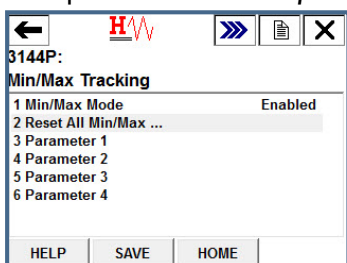 H
3144P:
Min/Max Tracking
1 Min/Max Mode Enabled
2 Reset All Min/Max ...
3 Parameter 1
4 Parameter 2
5 Parameter 3
6 Parameter 4
HELP SAVE HOME